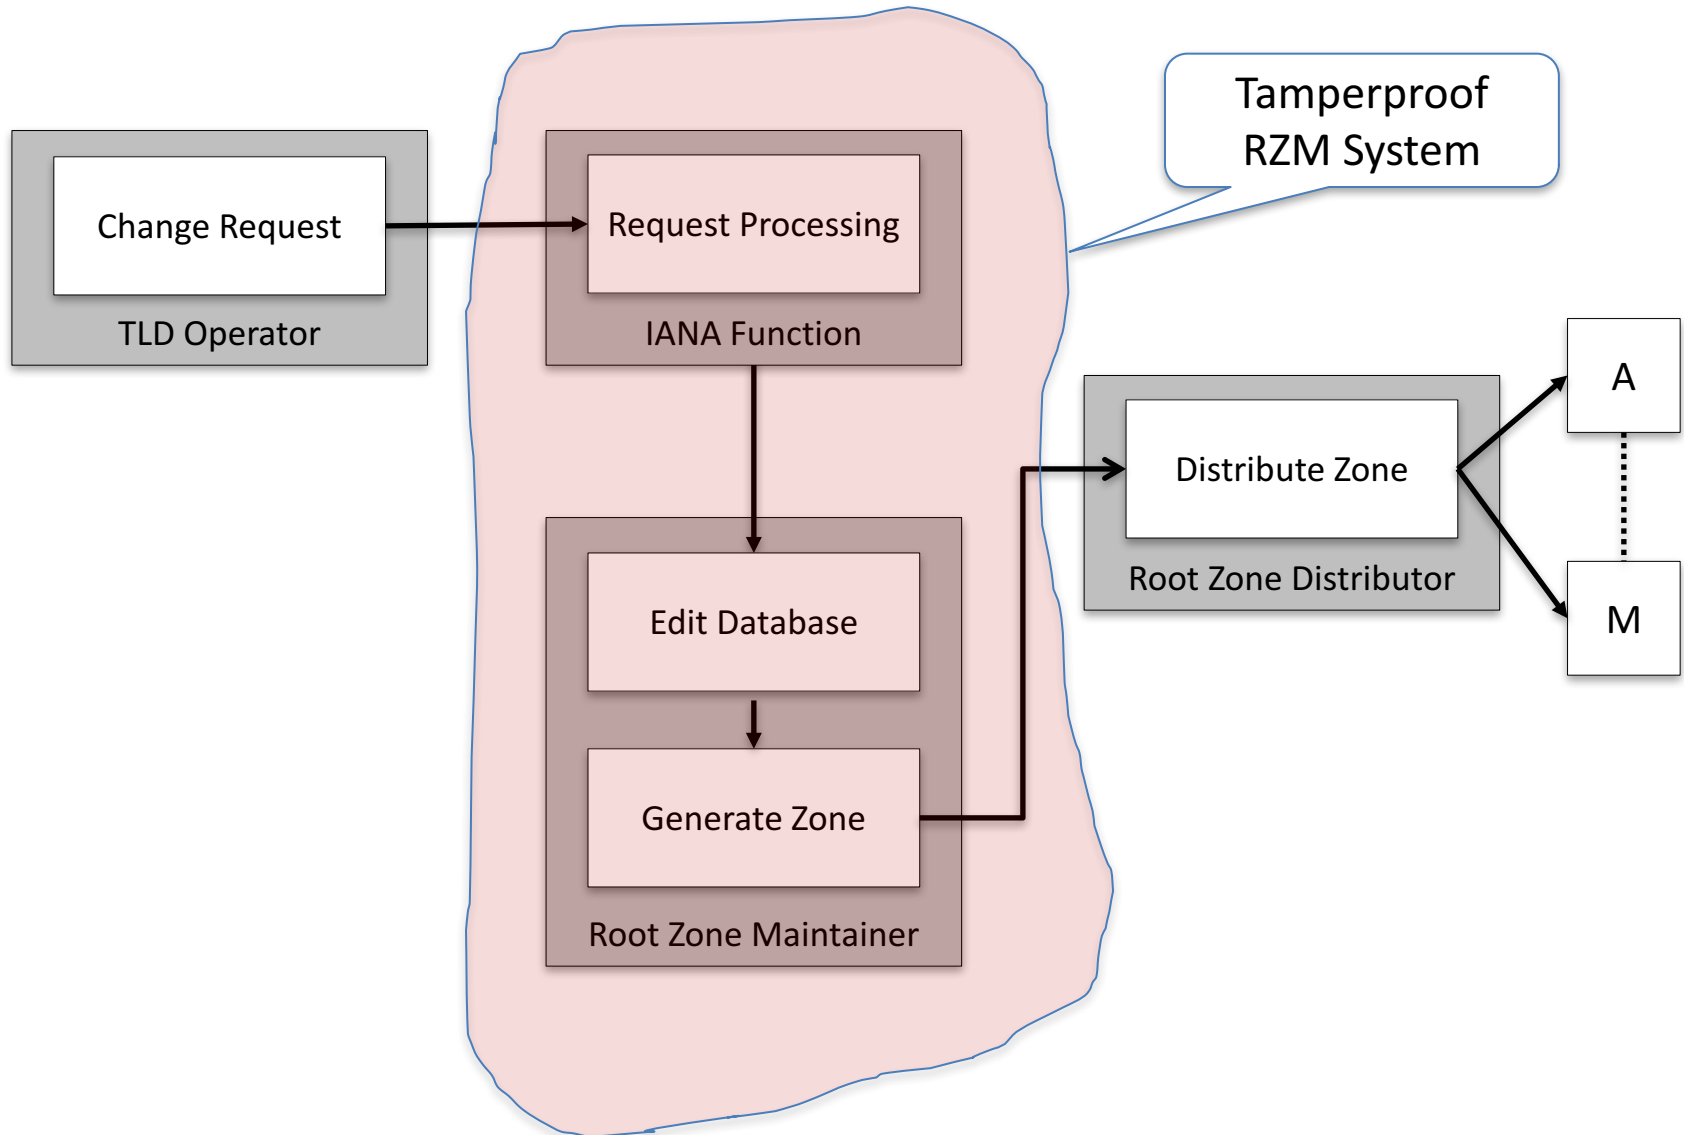 Tamperproof
RZM System
Change Request
TLD Operator
Request Processing
IANA Function
Edit Database
Generate Zone
Root Zone Maintainer
Distribute Zone
Root Zone Distributor
A
M